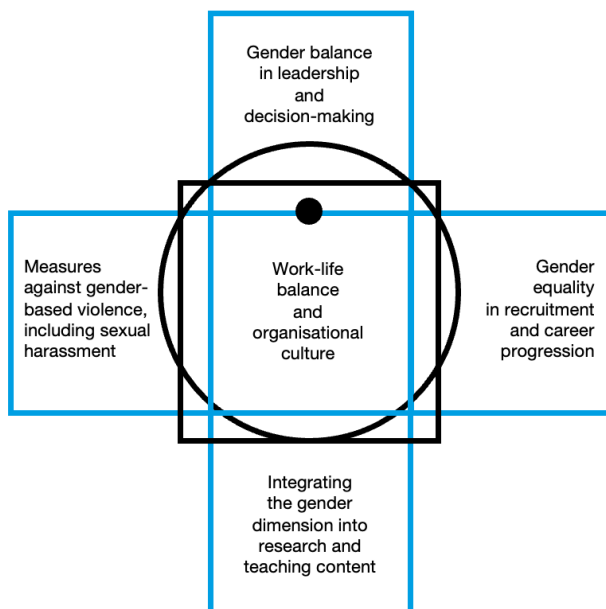 Gender balance
in leadership
and
decision-making
Measures
against gender-
based violence,
including sexual
harassment
Work-life
balance
and
organisational
culture
Gender
equality
in recruitment
and career
progression
Integrating
the gender
dimension into
research and
teaching content